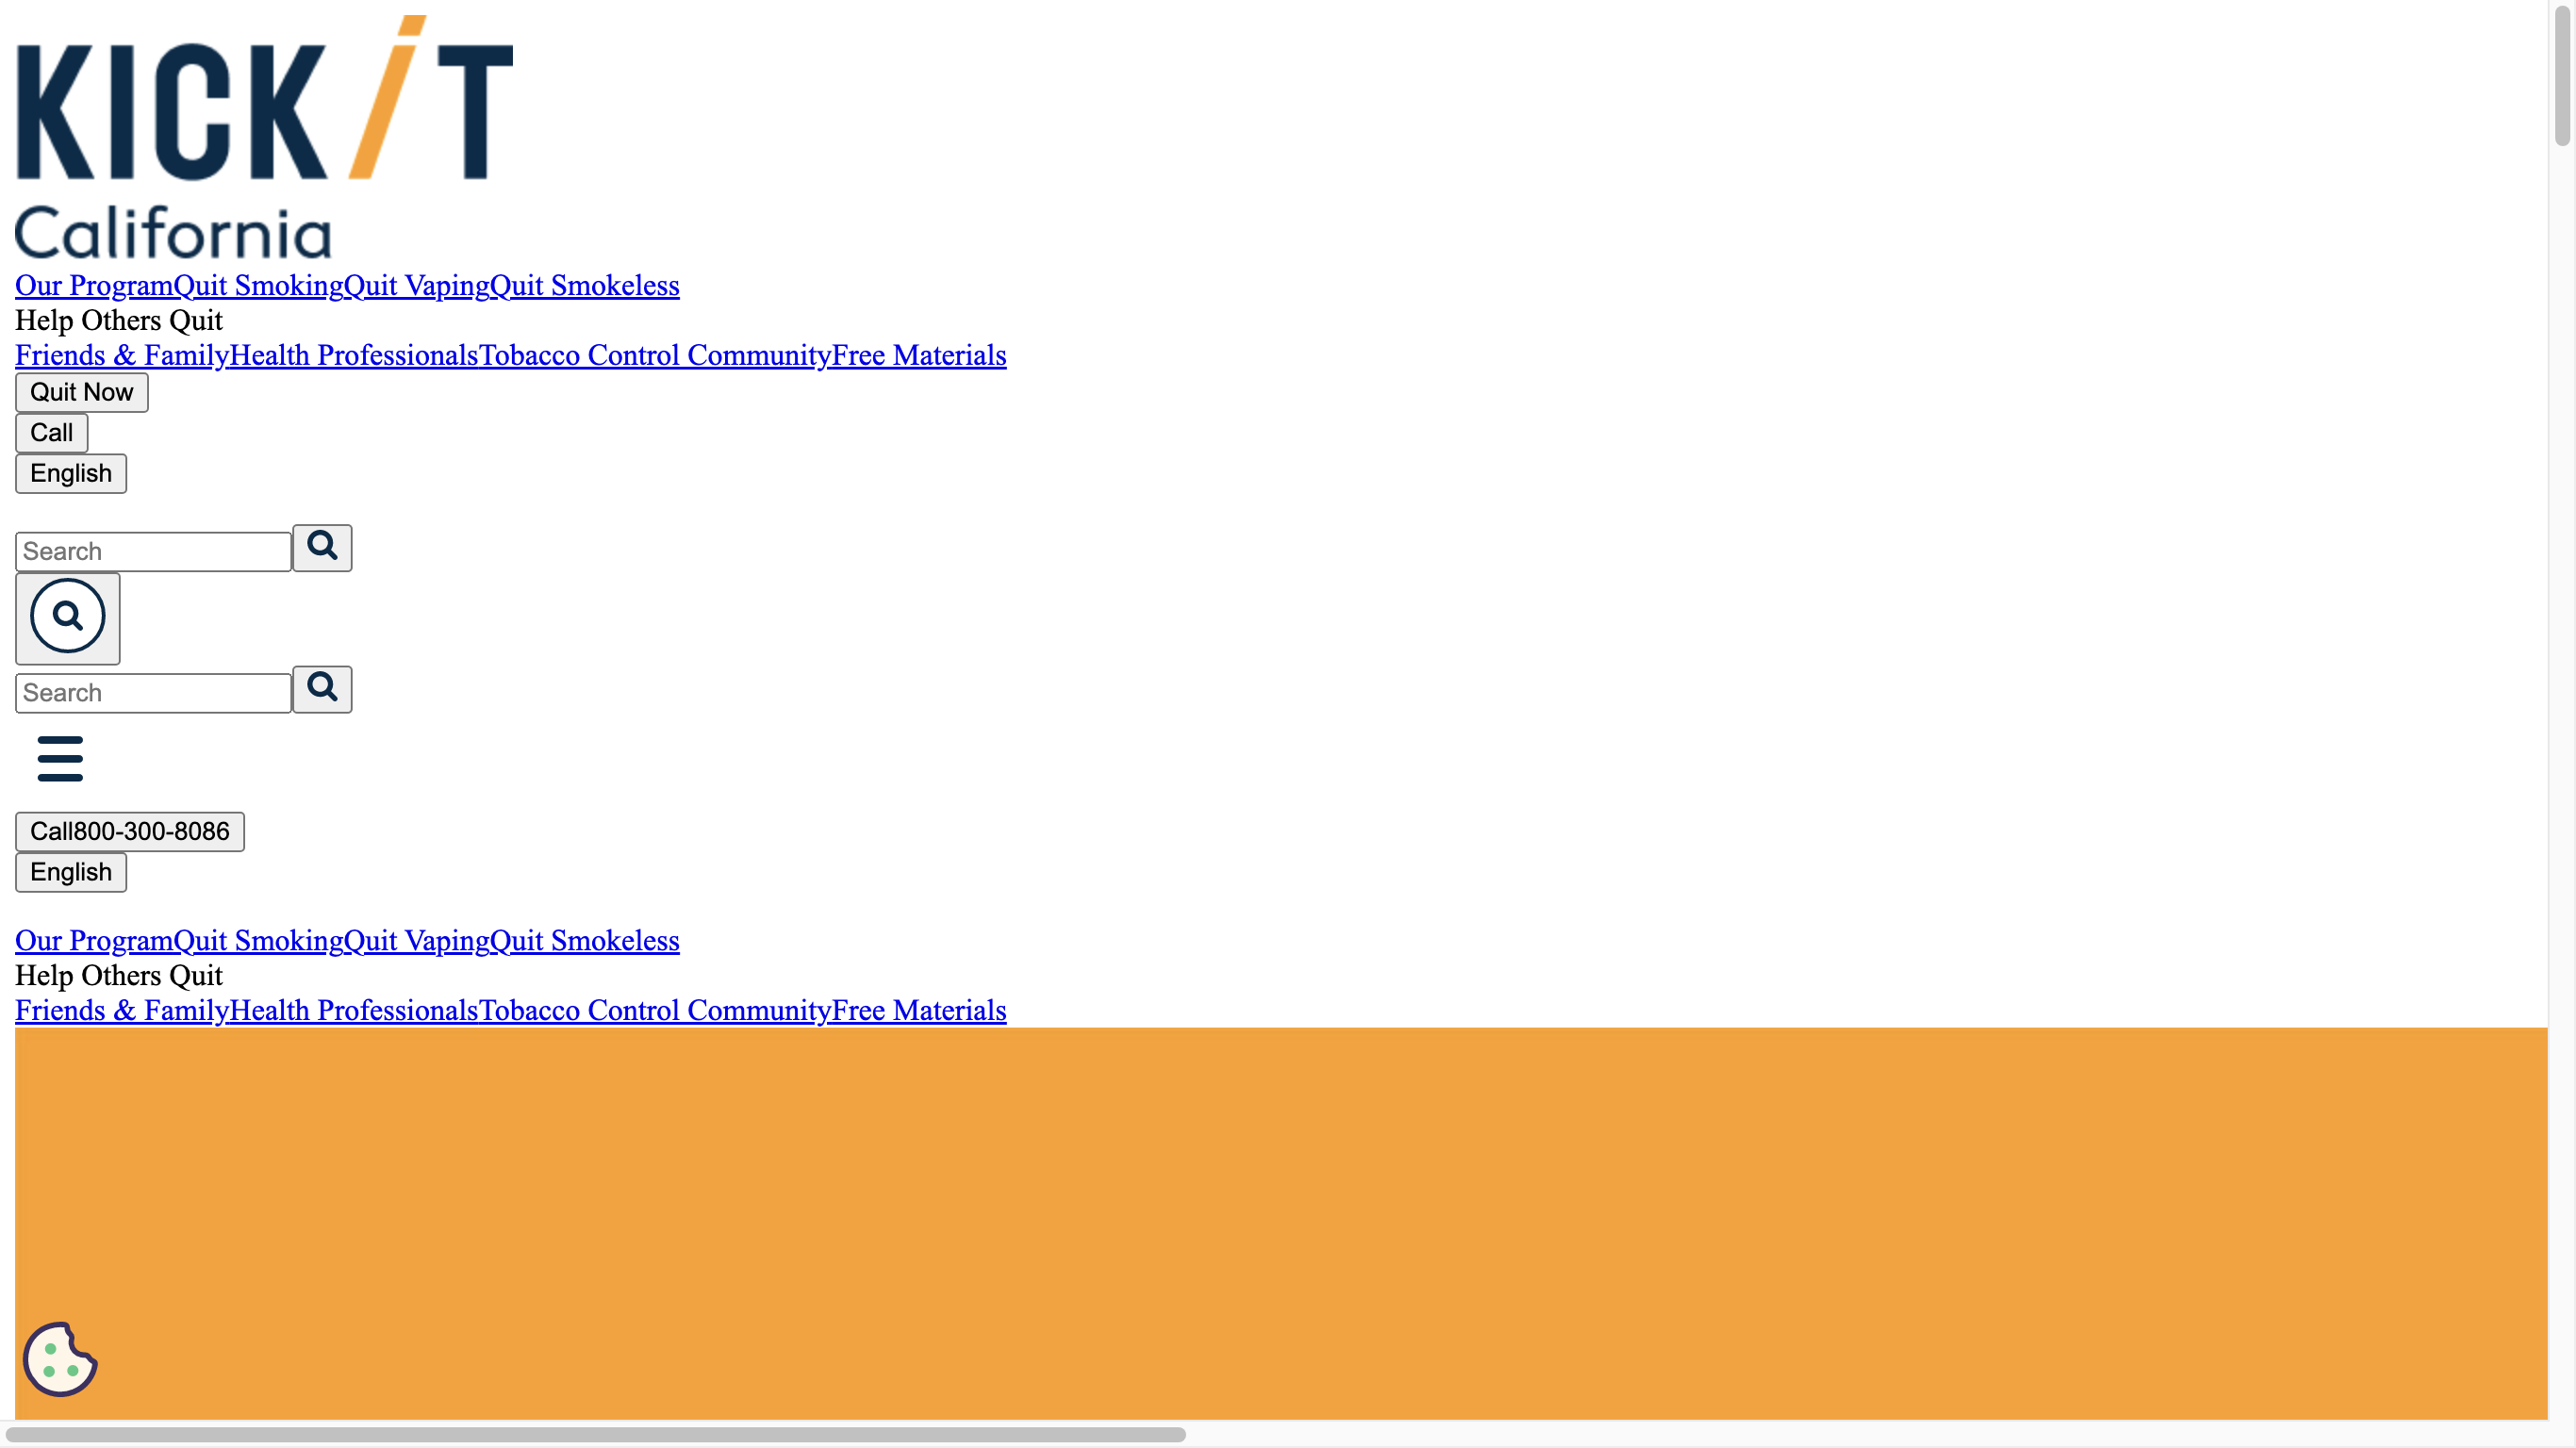 KICK iT
California
Our ProgramQuit SmokingQuit VapingQuit Smokeless
Help Others Quit
Friends & FamilyHealth ProfessionalsTobacco Control CommunityFree Materials
Quit Now
Call
English
Search
Search
Call800-300-8086
English
Our ProgramQuit SmokingQuit VapingQuit Smokeless
Help Others Quit
Friends & FamilyHealth ProfessionalsTobacco Control CommunityFree Materials